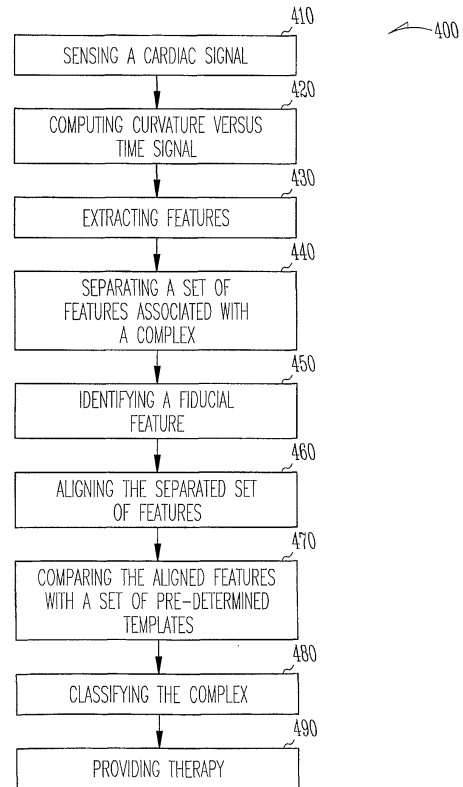 400
410
SENSING A CARDIAC SIGNAL
420
COMPUTING CURVATURE VERSUS
TIME SIGNAL
430
EXTRACTING FEATURES
440
SEPARATING A SET OF
FEATURES ASSOCIATED WITH
A COMPLEX
450
IDENTIFYING A FIDUCIAL
FEATURE
460
ALIGNING THE SEPARATED SET
OF FEATURES
470
COMPARING THE ALIGNED FEATURES
WITH A SET OF PRE-DETERMINED
TEMPLATES
480
CLASSIFYING THE COMPLEX
490
PROVIDING THERAPY